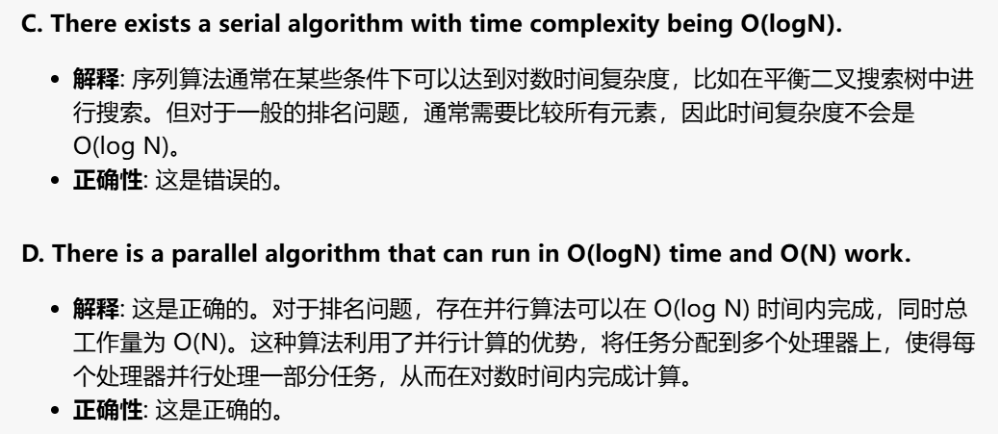 C. There exists a serial algorithm with time complexity being O(logN).
• 解释: 序列算法通常在某些条件下可以达到对数时间复杂度，比如在平衡二叉搜索树中进
行搜索。但对于一般的排名问题，通常需要比较所有元素，因此时间复杂度不会是
O(log N)。
• 正确性: 这是错误的。
D. There is a parallel algorithm that can run in O(logN) time and O(N) work.
• 解释: 这是正确的。对于排名问题，存在并行算法可以在 O(log N) 时间内完成，同时总
工作量为 O(N)。这种算法利用了并行计算的优势，将任务分配到多个处理器上，使得每
个处理器并行处理一部分任务，从而在对数时间内完成计算。
• 正确性: 这是正确的。